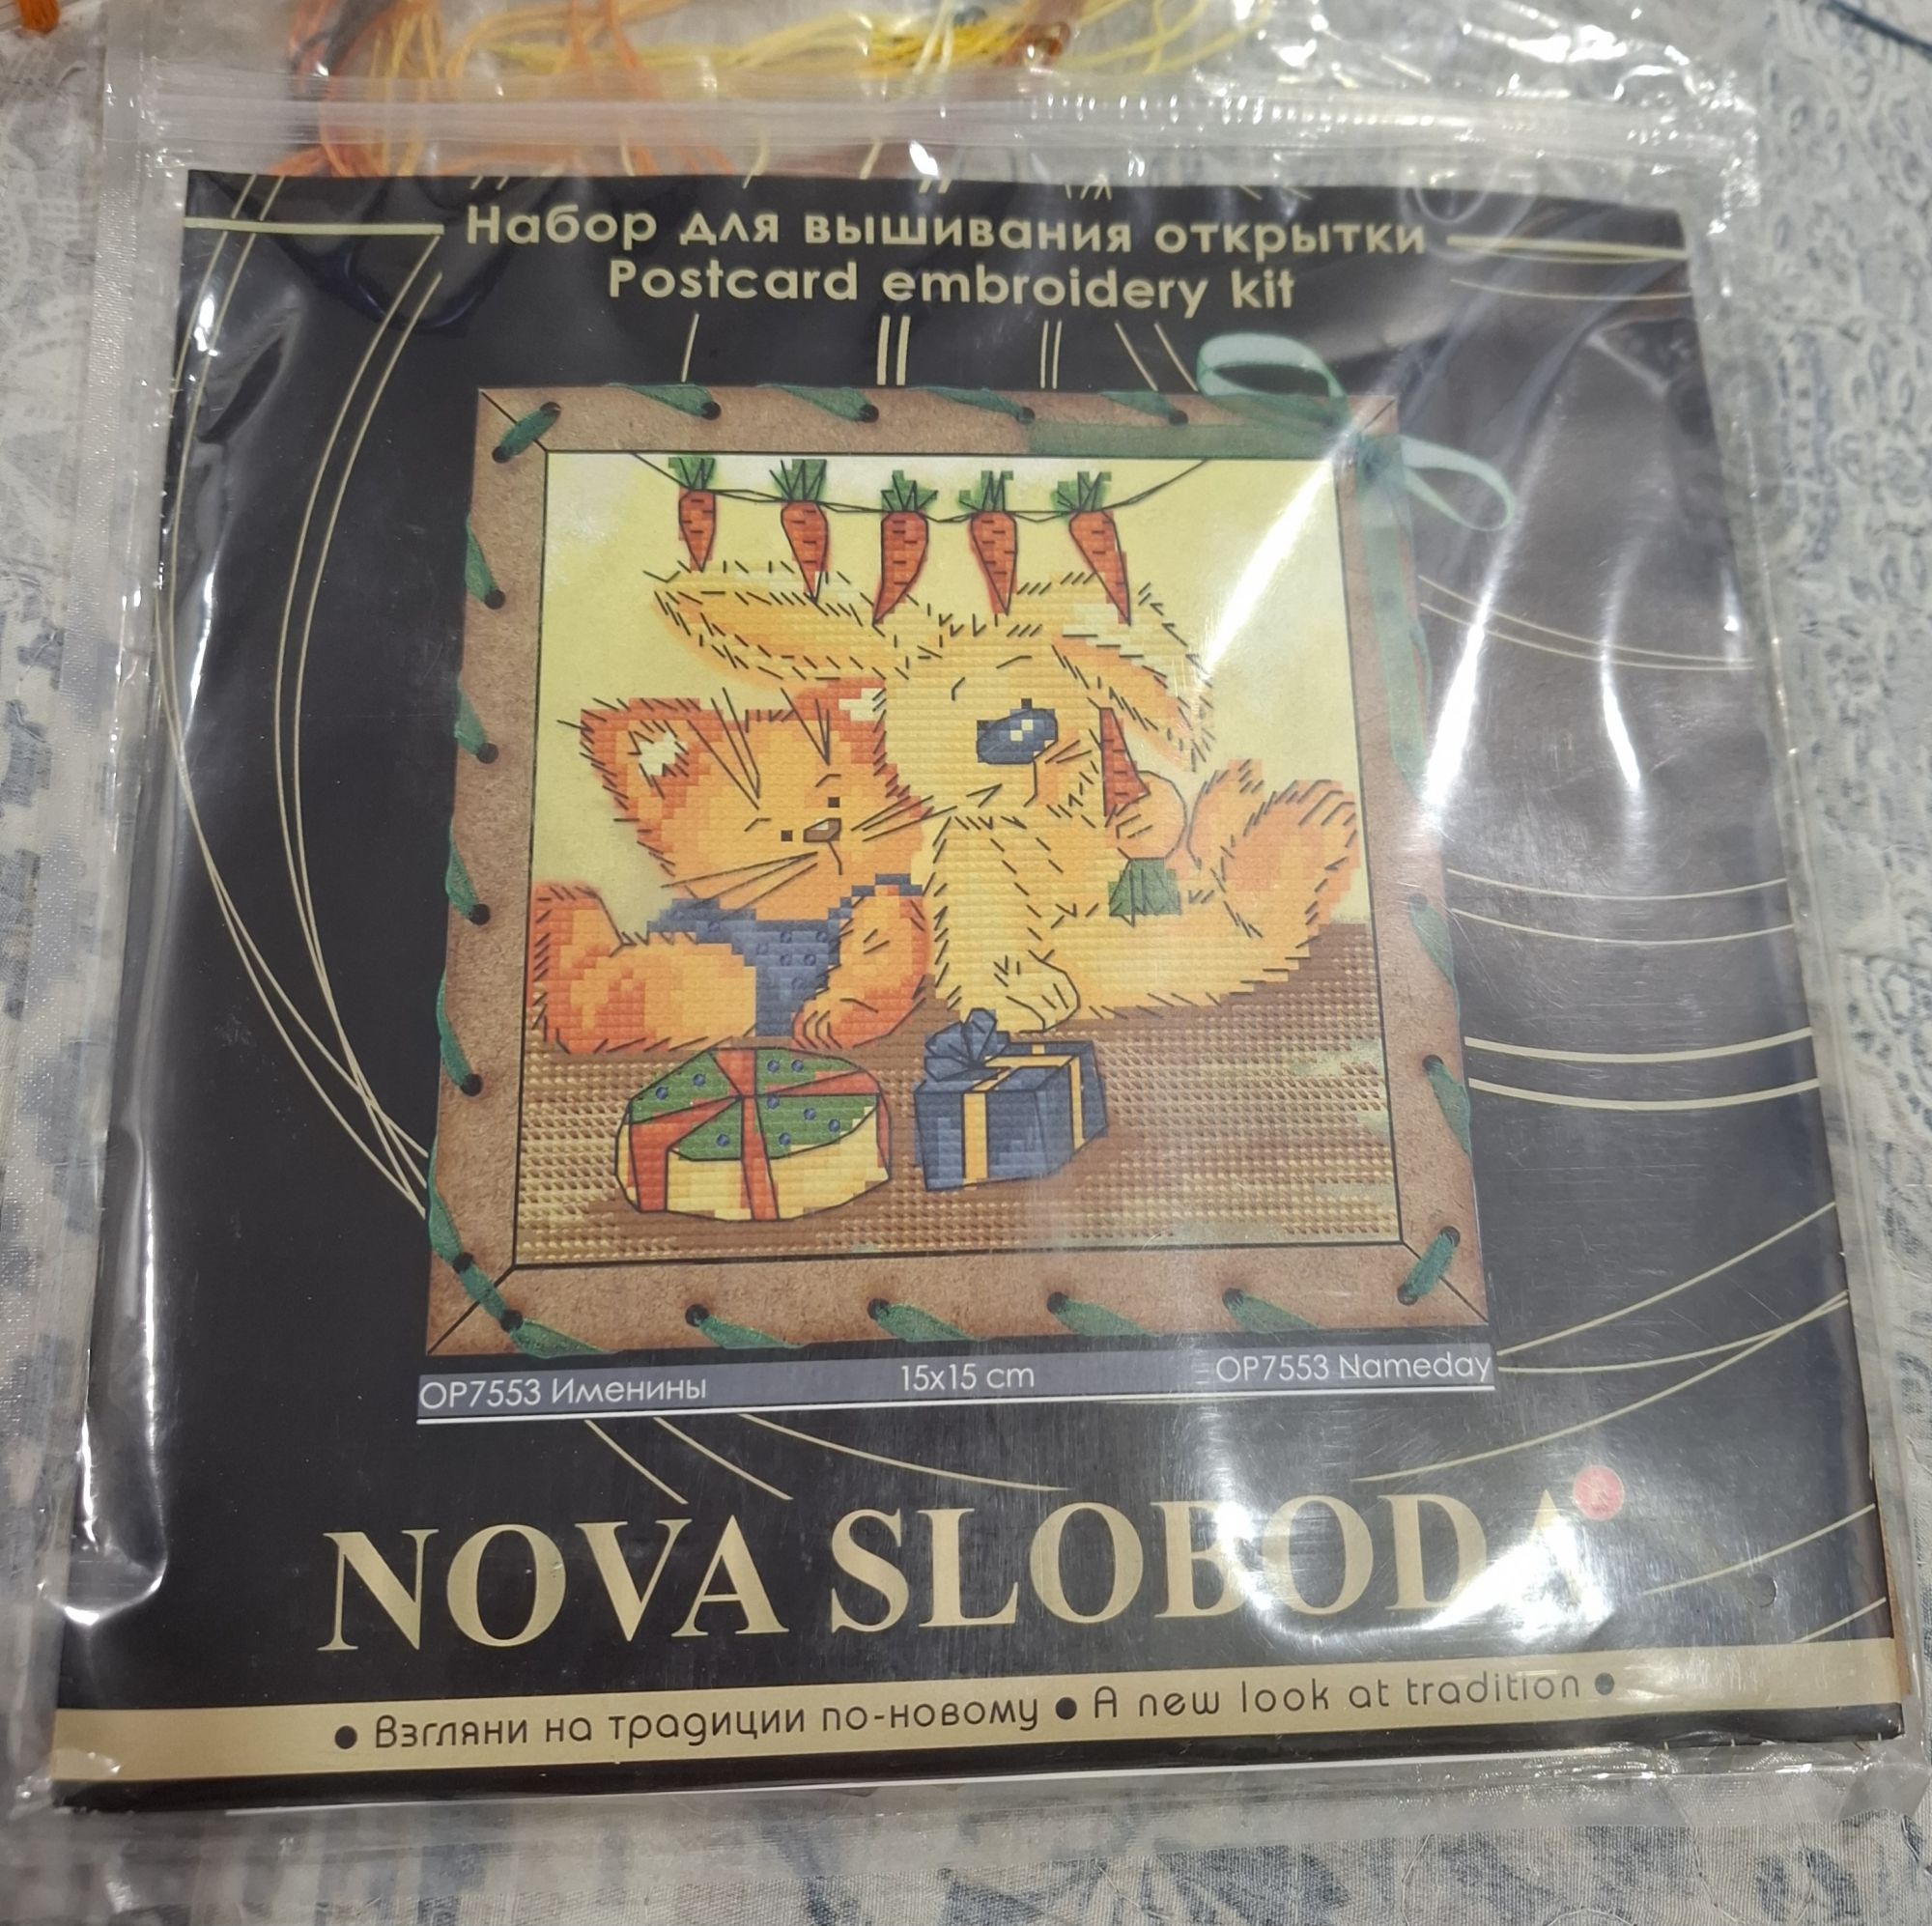 Набор для вышивания открытки
Postcard embroidery kit
OP7553 Именины 15x15 cm OP7553 Nameday
NOVA SLOBODA
• Взгляни на традиции по-новому • A new look at tradition •